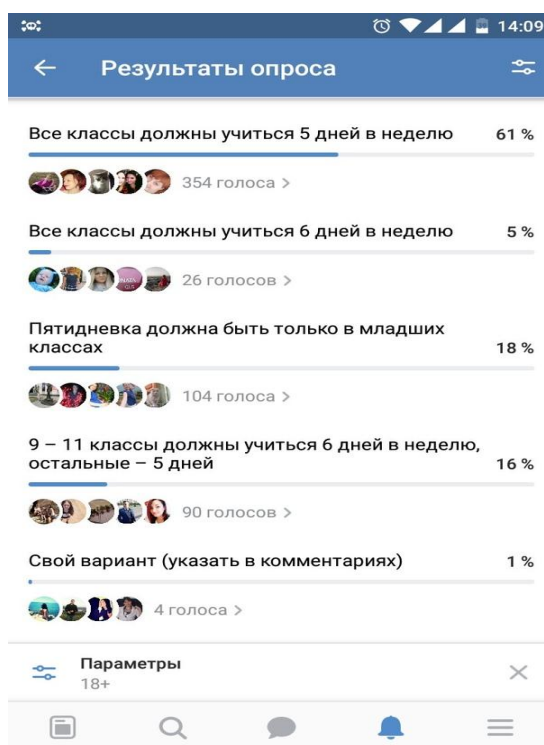 14:09
Результаты опроса
Все классы должны учиться 5 дней в неделю 61 %
354 голоса >
Все классы должны учиться 6 дней в неделю 5 %
26 голосов >
Пятидневка должна быть только в младших
классах 18 %
104 голоса >
9 – 11 классы должны учиться 6 дней в неделю,
остальные – 5 дней 16 %
90 голосов >
Свой вариант (указать в комментариях) 1 %
4 голоса >
Параметры
18+